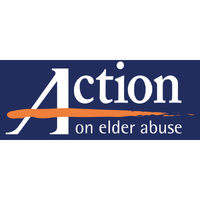 Action
on elder abuse